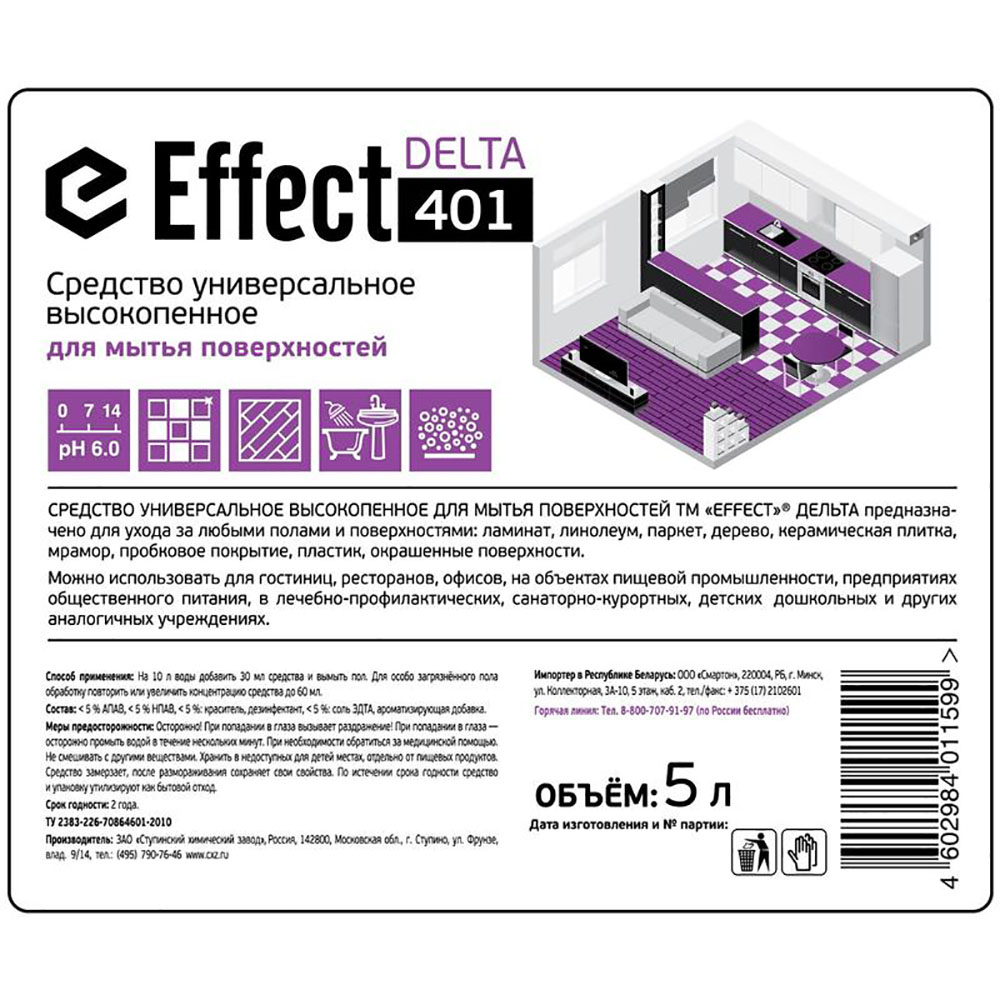 e Effect DELTA
401
Средство универсальное
высокопенное
для мытья поверхностей
0 7 14
pH 6.0
СРЕДСТВО УНИВЕРСАЛЬНОЕ ВЫСОКОПЕННОЕ ДЛЯ МЫТЬЯ ПОВЕРХНОСТЕЙ ТМ «EFFECT»® ДЕЛЬТА предназна-
чено для ухода за любыми полами и поверхностями: ламинат, линолеум, паркет, дерево, керамическая плитка,
мрамор, пробковое покрытие, пластик, окрашенные поверхности.
Можно использовать для гостиниц, ресторанов, офисов, на объектах пищевой промышленности, предприятиях
общественного питания, в лечебно-профилактических, санаторно-курортных, детских дошкольных и других
аналогичных учреждениях.
Способ применения: На 10 л воды добавить 30 мл средства и вымыть пол. Для особо загрязнённого пола
обработку повторить или увеличить концентрацию средства до 60 мл.
Состав: < 5 % АПАВ, < 5 % НПАВ, < 5 %: краситель, дезинфектант, < 5 %: соль ЭДТА, ароматизирующая добавка.
Меры предосторожности: Осторожно! При попадании в глаза вызывает раздражение! При попадании в глаза —
осторожно промыть водой в течение нескольких минут. При необходимости обратиться за медицинской помощью.
Не смешивать с другими веществами. Хранить в недоступных для детей местах, отдельно от пищевых продуктов.
Средство замерзает, после размораживания сохраняет свои свойства. По истечении срока годности средство
и упаковку утилизируют как бытовой отход.
Срок годности: 2 года.
ТУ 2383-226-70864601-2010
Производитель: ЗАО «Ступинский химический завод», Россия, 142800, Московская обл., г. Ступино, ул. Фрунзе,
влад. 9/14, тел.: (495) 790-76-46 www.cxz.ru
Импортер в Республике Беларусь: ООО «Смартон», 220004, РБ, г. Минск,
ул. Коллекторная, 3А-10, 5 этаж, каб. 2, тел./факс: + 375 (17) 2102601
Горячая линия: Тел. 8-800-707-91-97 (по России бесплатно)
ОБЪЁМ: 5 л
Дата изготовления и № партии:
4 602984 011599 >